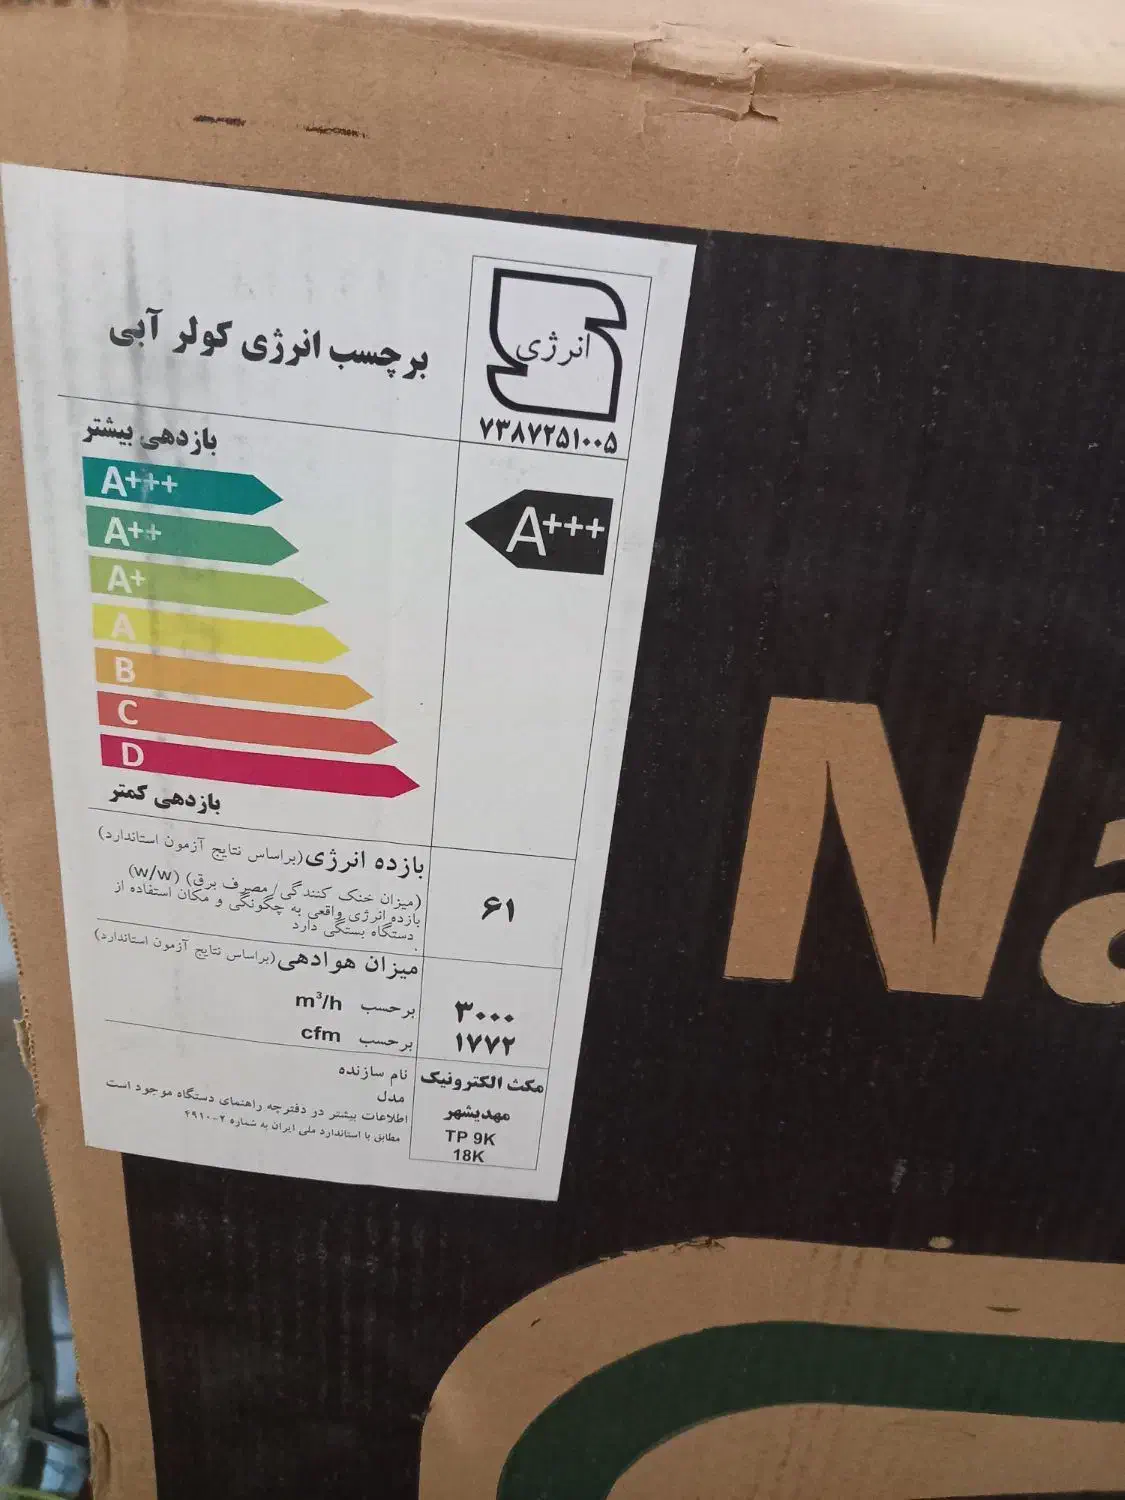 برچسب انرژی کولر آبی
انرژی
۷۳۸۷۲۵۱۰۰۵
بازدهی بیشتر
A+++
A++
A+
A
B
C
D
بازدهی کمتر
A+++
بازده انرژی (براساس نتایج آزمون استاندارد)
(میزان خنک کنندگی/ مصرف برق) (w/w)
بازده انرژی واقعی به چگونگی و مکان استفاده از
دستگاه بستگی دارد
۶۱
میزان هوادهی (براساس نتایج آزمون استاندارد)
برحسب m³/h
۳۰۰۰
برحسب cfm
۱۷۷۲
نام سازنده
مکث الکترونیک
مهدیشهر
مدل
TP 9K
18K
اطلاعات بیشتر در دفترچه راهنمای دستگاه موجود است
مطابق با استاندارد ملی ایران به شماره ۲-۴۹۱۰
Na